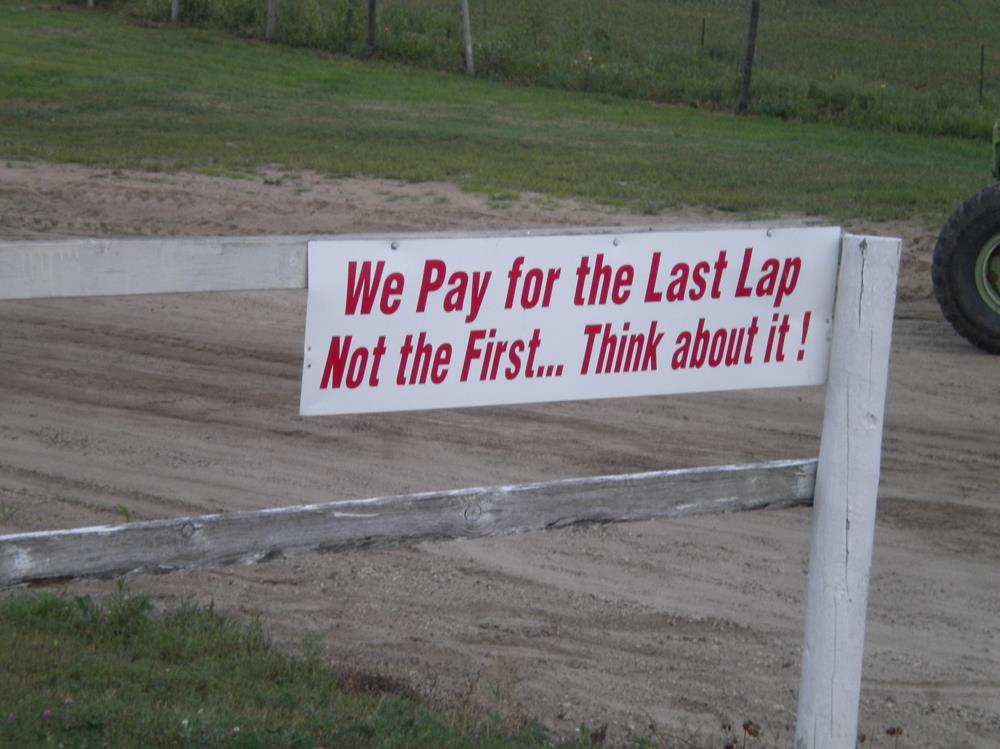 We Pay for the Last Lap
Not the First... Think about it !